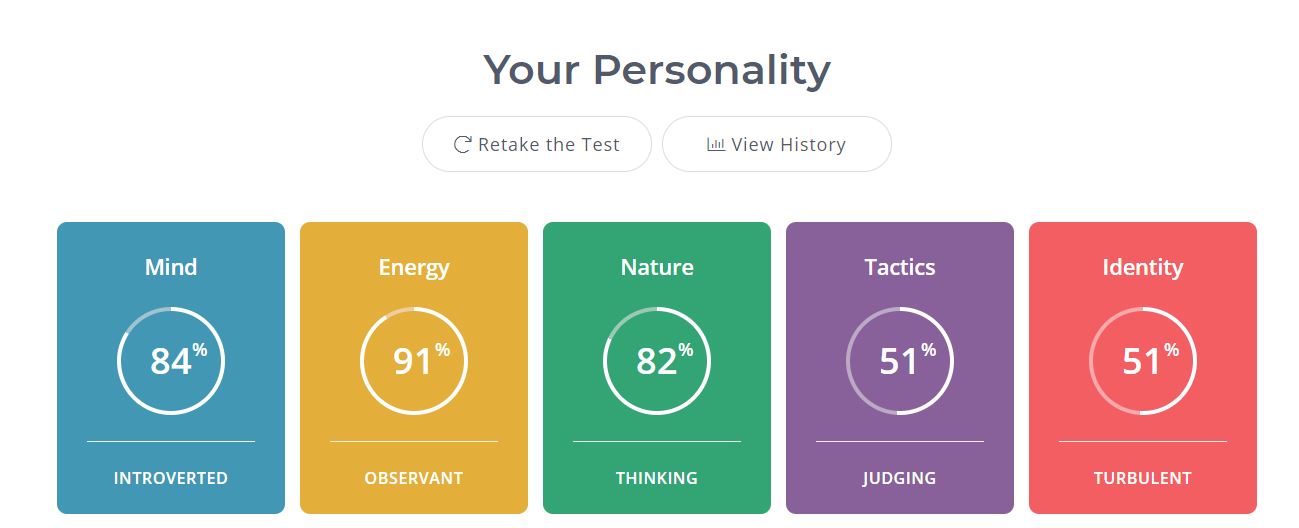 Your Personality
Retake the Test
View History
Mind
84%
INTROVERTED
Energy
91%
OBSERVANT
Nature
82%
THINKING
Tactics
51%
JUDGING
Identity
51%
TURBULENT